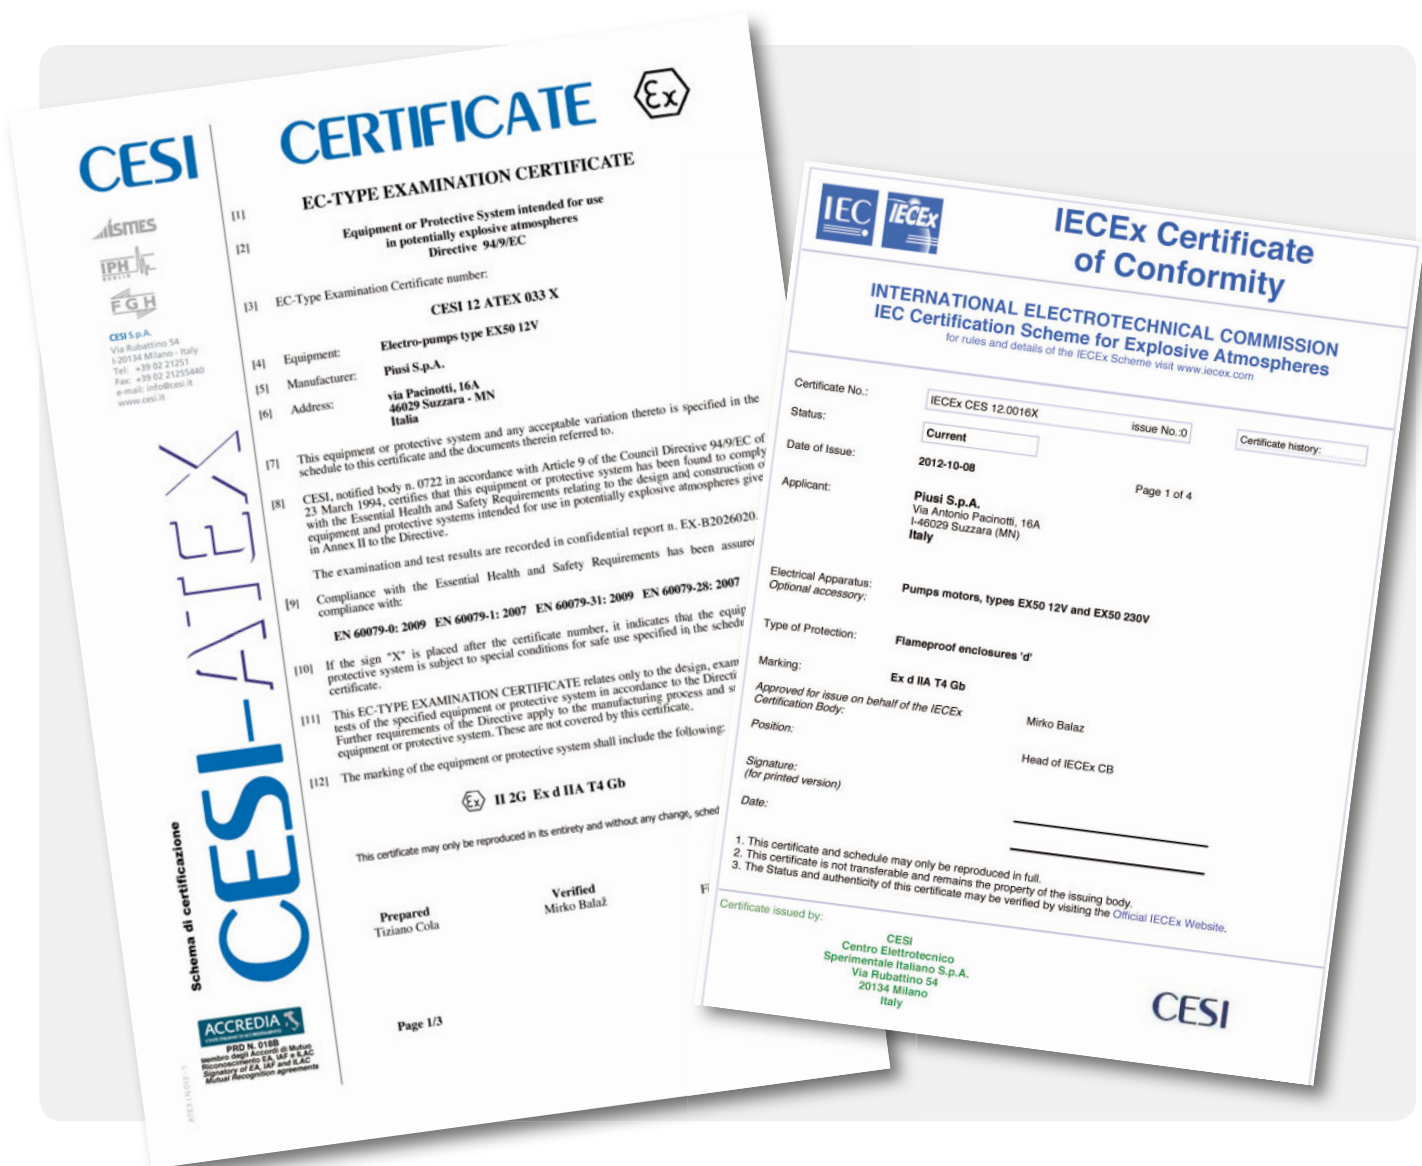 CESI
CERTIFICATE
Ex
ISMES
IPH
BERLIN
FGH
CESI S.p.A.
Via Rubattino 54
I-20134 Milano - Italy
Tel: +39 02 21251
Fax: +39 02 21255440
e-mail: info@cesi.it
www.cesi.it
Schema di certificazione
CESI-ATEX
ACCREDIA
PRD N. 018B
Membro degli Accordi di Mutuo
Riconoscimento EA, IAF e ILAC
Signatory of EA, IAF and ILAC
Mutual Recognition agreements
[1] EC-TYPE EXAMINATION CERTIFICATE
[2] Equipment or Protective System intended for use
in potentially explosive atmospheres
Directive 94/9/EC
[3] EC-Type Examination Certificate number:
CESI 12 ATEX 033 X
[4] Equipment: Electro-pumps type EX50 12V
[5] Manufacturer: Piusi S.p.A.
[6] Address: via Pacinotti, 16A
46029 Suzzara - MN
Italia
[7] This equipment or protective system and any acceptable variation thereto is specified in the
schedule to this certificate and the documents therein referred to.
[8] CESI, notified body n. 0722 in accordance with Article 9 of the Council Directive 94/9/EC of
23 March 1994, certifies that this equipment or protective system has been found to comply
with the Essential Health and Safety Requirements relating to the design and construction o
equipment and protective systems intended for use in potentially explosive atmospheres give
in Annex II to the Directive.
The examination and test results are recorded in confidential report n. EX-B2026020.
[9] Compliance with the Essential Health and Safety Requirements has been assured
compliance with:
EN 60079-0: 2009 EN 60079-1: 2007 EN 60079-31: 2009 EN 60079-28: 2007
[10] If the sign "X" is placed after the certificate number, it indicates that the equip
protective system is subject to special conditions for safe use specified in the schedu
certificate.
[11] This EC-TYPE EXAMINATION CERTIFICATE relates only to the design, exam
tests of the specified equipment or protective system in accordance to the Directi
Further requirements of the Directive apply to the manufacturing process and su
equipment or protective system. These are not covered by this certificate.
[12] The marking of the equipment or protective system shall include the following:
Ex II 2G Ex d IIA T4 Gb
This certificate may only be reproduced in its entirety and without any change, sched
Prepared
Tiziano Cola
Verified
Mirko Balaž
Page 1/3
IEC
IECEx
IECEx Certificate
of Conformity
INTERNATIONAL ELECTROTECHNICAL COMMISSION
IEC Certification Scheme for Explosive Atmospheres
for rules and details of the IECEx Scheme visit www.iecex.com
Certificate No.: IECEx CES 12.0016X issue No.:0 Certificate history:
Status: Current
Date of Issue: 2012-10-08 Page 1 of 4
Applicant: Piusi S.p.A.
Via Antonio Pacinotti, 16A
I-46029 Suzzara (MN)
Italy
Electrical Apparatus: Pumps motors, types EX50 12V and EX50 230V
Optional accessory:
Type of Protection: Flameproof enclosures 'd'
Marking: Ex d IIA T4 Gb
Approved for issue on behalf of the IECEx
Certification Body: Mirko Balaz
Position: Head of IECEx CB
Signature:
(for printed version)
Date:
1. This certificate and schedule may only be reproduced in full.
2. This certificate is not transferable and remains the property of the issuing body.
3. The Status and authenticity of this certificate may be verified by visiting the Official IECEx Website.
Certificate issued by:
CESI
Centro Elettrotecnico
Sperimentale Italiano S.p.A.
Via Rubattino 54
20134 Milano
Italy
CESI